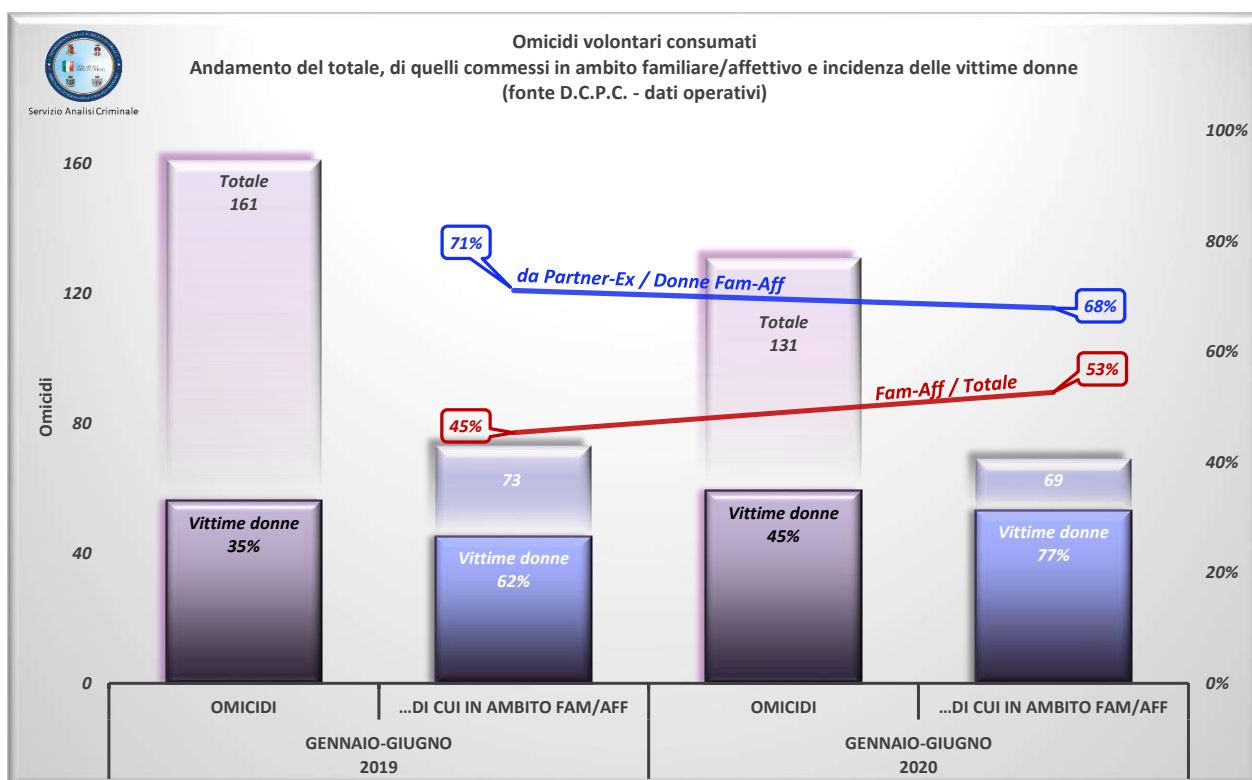 Omicidi volontari consumati
Andamento del totale, di quelli commessi in ambito familiare/affettivo e incidenza delle vittime donne
(fonte D.C.P.C. - dati operativi)
Servizio Analisi Criminale
100%
160
Totale
161
71%
80%
da Partner-Ex / Donne Fam-Aff
120
68%
Totale
131
60%
53%
Fam-Aff / Totale
Omicidi
80
45%
40%
73
69
Vittime donne
35%
Vittime donne
62%
Vittime donne
45%
Vittime donne
77%
40
20%
0
0%
OMICIDI
...DI CUI IN AMBITO FAM/AFF
OMICIDI
...DI CUI IN AMBITO FAM/AFF
GENNAIO-GIUGNO
2019
GENNAIO-GIUGNO
2020